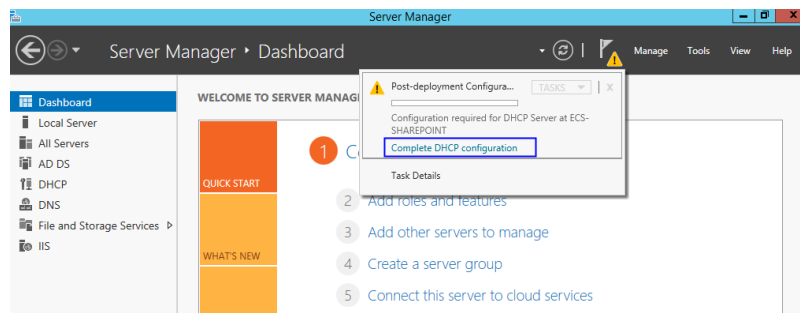 Server Manager
Server Manager • Dashboard
Manage Tools View Help
Dashboard
Local Server
All Servers
AD DS
DHCP
DNS
File and Storage Services
IIS
WELCOME TO SERVER MANAG
QUICK START
WHAT'S NEW
1
2 Add roles and features
3 Add other servers to manage
4 Create a server group
5 Connect this server to cloud services
Post-deployment Configura... TASKS X
Configuration required for DHCP Server at ECS-
SHAREPOINT
Complete DHCP configuration
Task Details